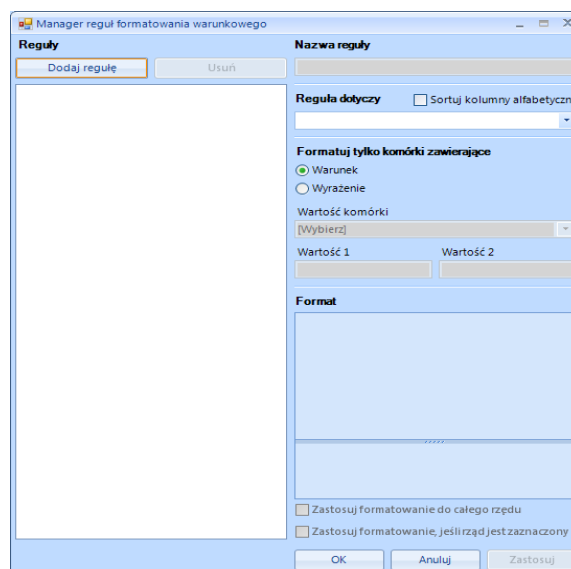 Manager reguł formatowania warunkowego
Reguły
Dodaj regułę
Usuń
Nazwa reguły
Reguła dotyczy
Sortuj kolumny alfabetyczn
Formatuj tylko komórki zawierające
Warunek
Wyrażenie
Wartość komórki
[Wybierz]
Wartość 1
Wartość 2
Format
Zastosuj formatowanie do całego rzędu
Zastosuj formatowanie, jeśli rząd jest zaznaczony
OK
Anuluj
Zastosuj